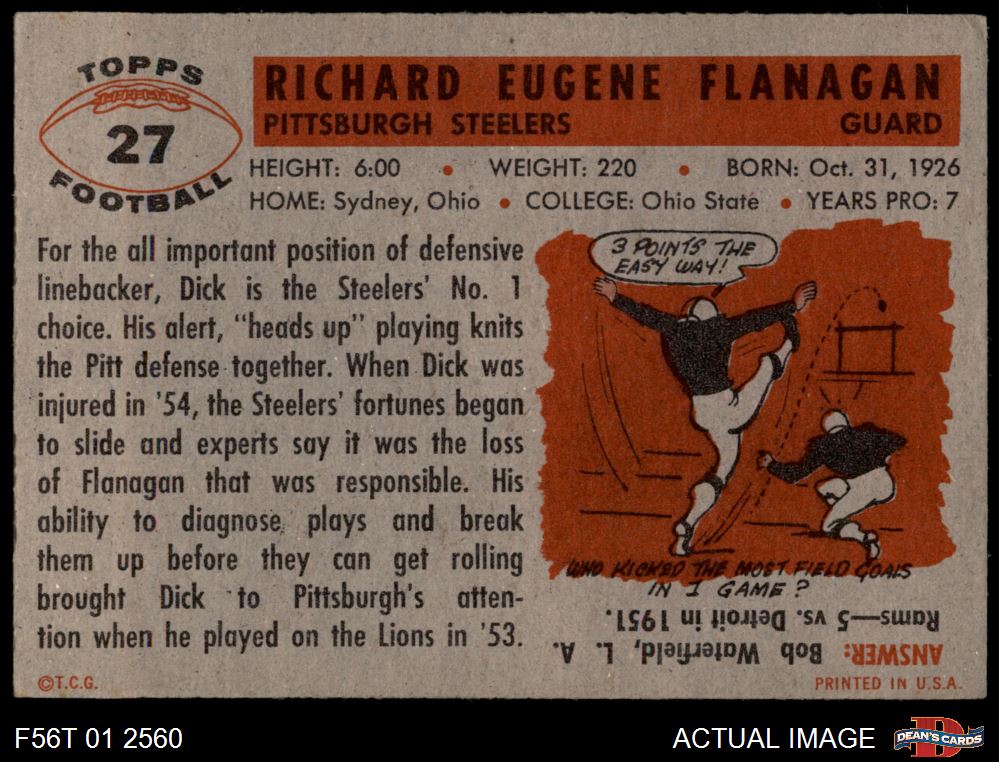 TOPPS
27
FOOTBALL
RICHARD EUGENE FLANAGAN
PITTSBURGH STEELERS GUARD
HEIGHT: 6:00 • WEIGHT: 220 • BORN: Oct. 31, 1926
HOME: Sydney, Ohio • COLLEGE: Ohio State • YEARS PRO: 7
For the all important position of defensive
linebacker, Dick is the Steelers' No. 1
choice. His alert, "heads up" playing knits
the Pitt defense together. When Dick was
injured in '54, the Steelers' fortunes began
to slide and experts say it was the loss
of Flanagan that was responsible. His
ability to diagnose plays and break
them up before they can get rolling
brought Dick to Pittsburgh's atten-
tion when he played on the Lions in '53.
3 POINTS THE
EASY WAY!
WHO KICKED THE MOST FIELD GOALS
IN 1 GAME?
ANSWER: Bob Waterfield, L. A.
Rams—5 vs. Detroit in 1951.
©T.C.G.
PRINTED IN U.S.A.
F56T 01 2560
ACTUAL IMAGE
DEAN'S CARDS